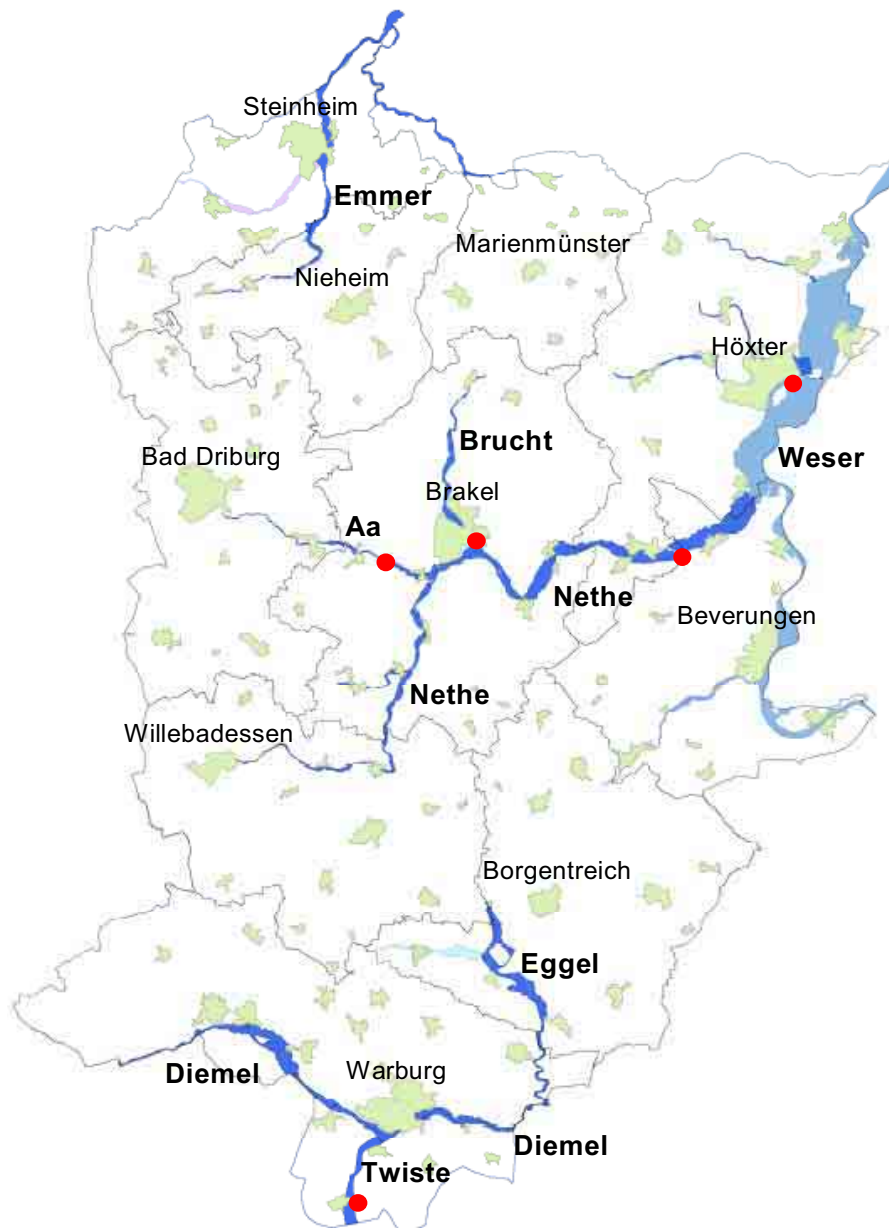 Steinheim
Emmer
Marienmünster
Nieheim
Höxter
Brucht
Weser
Bad Driburg
Brakel
Aa
Nethe
Beverungen
Nethe
Willebadessen
Borgentreich
Eggel
Diemel
Warburg
Diemel
Twiste